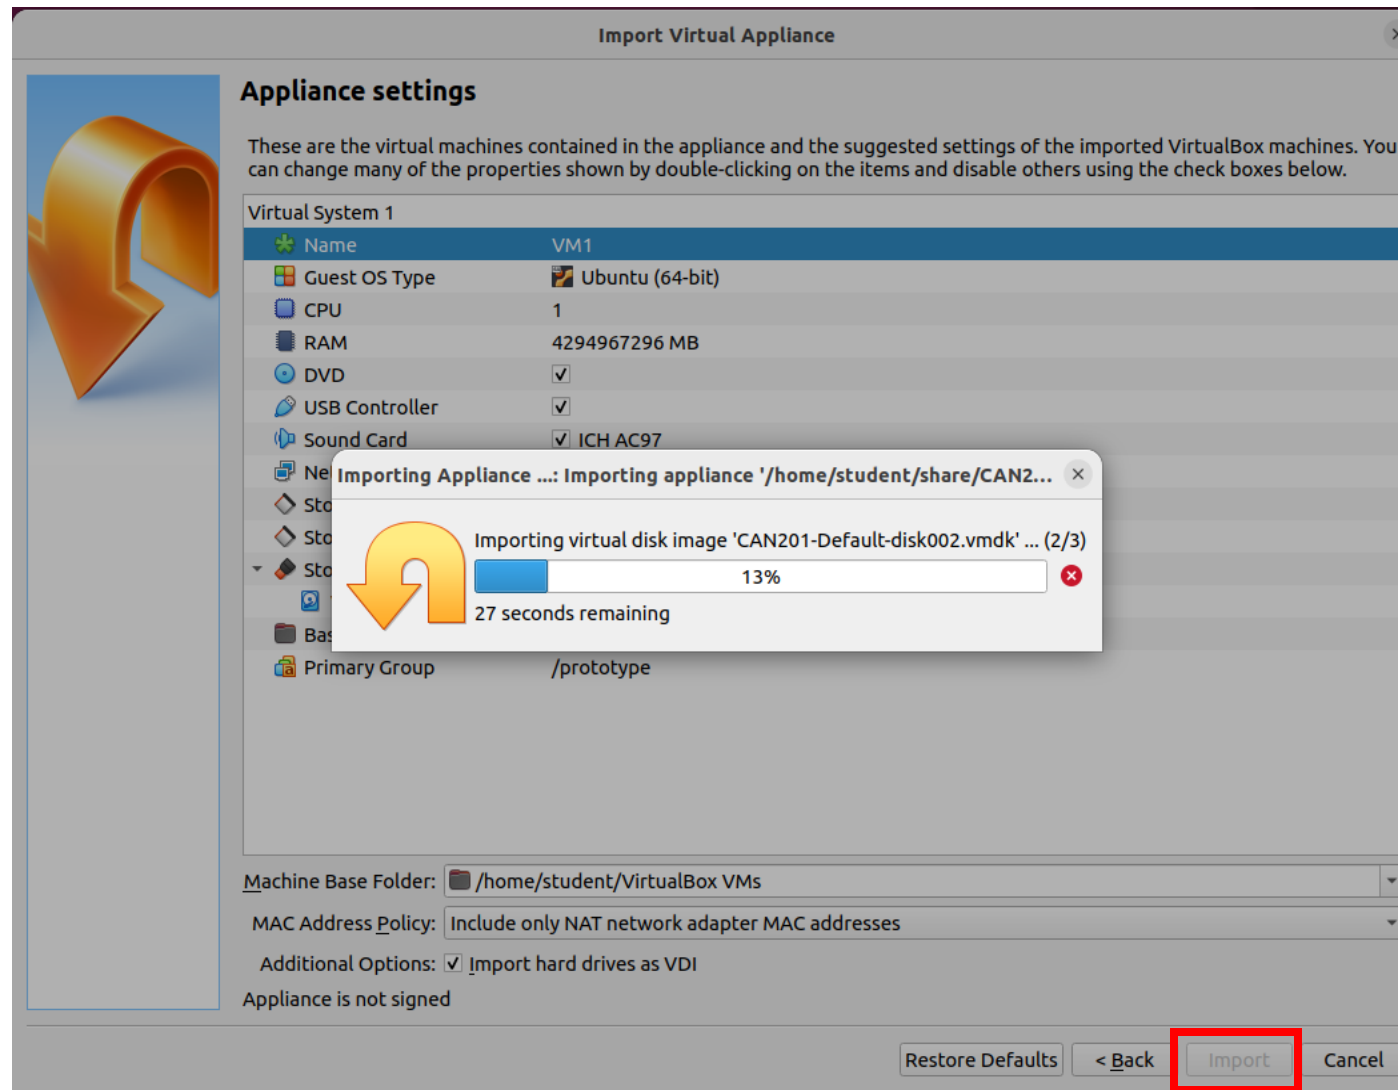 Import Virtual Appliance
Appliance settings
These are the virtual machines contained in the appliance and the suggested settings of the imported VirtualBox machines. You
can change many of the properties shown by double-clicking on the items and disable others using the check boxes below.
Virtual System 1
Name VM1
Guest OS Type Ubuntu (64-bit)
CPU 1
RAM 4294967296 MB
DVD
USB Controller
Sound Card ICH AC97
Ne
Importing Appliance ...: Importing appliance '/home/student/share/CAN2...
Sto
Sto
Importing virtual disk image 'CAN201-Default-disk002.vmdk' ... (2/3)
Sto
13%
27 seconds remaining
Bas
Primary Group /prototype
Machine Base Folder: /home/student/VirtualBox VMs
MAC Address Policy: Include only NAT network adapter MAC addresses
Additional Options: Import hard drives as VDI
Appliance is not signed
Restore Defaults < Back Import Cancel